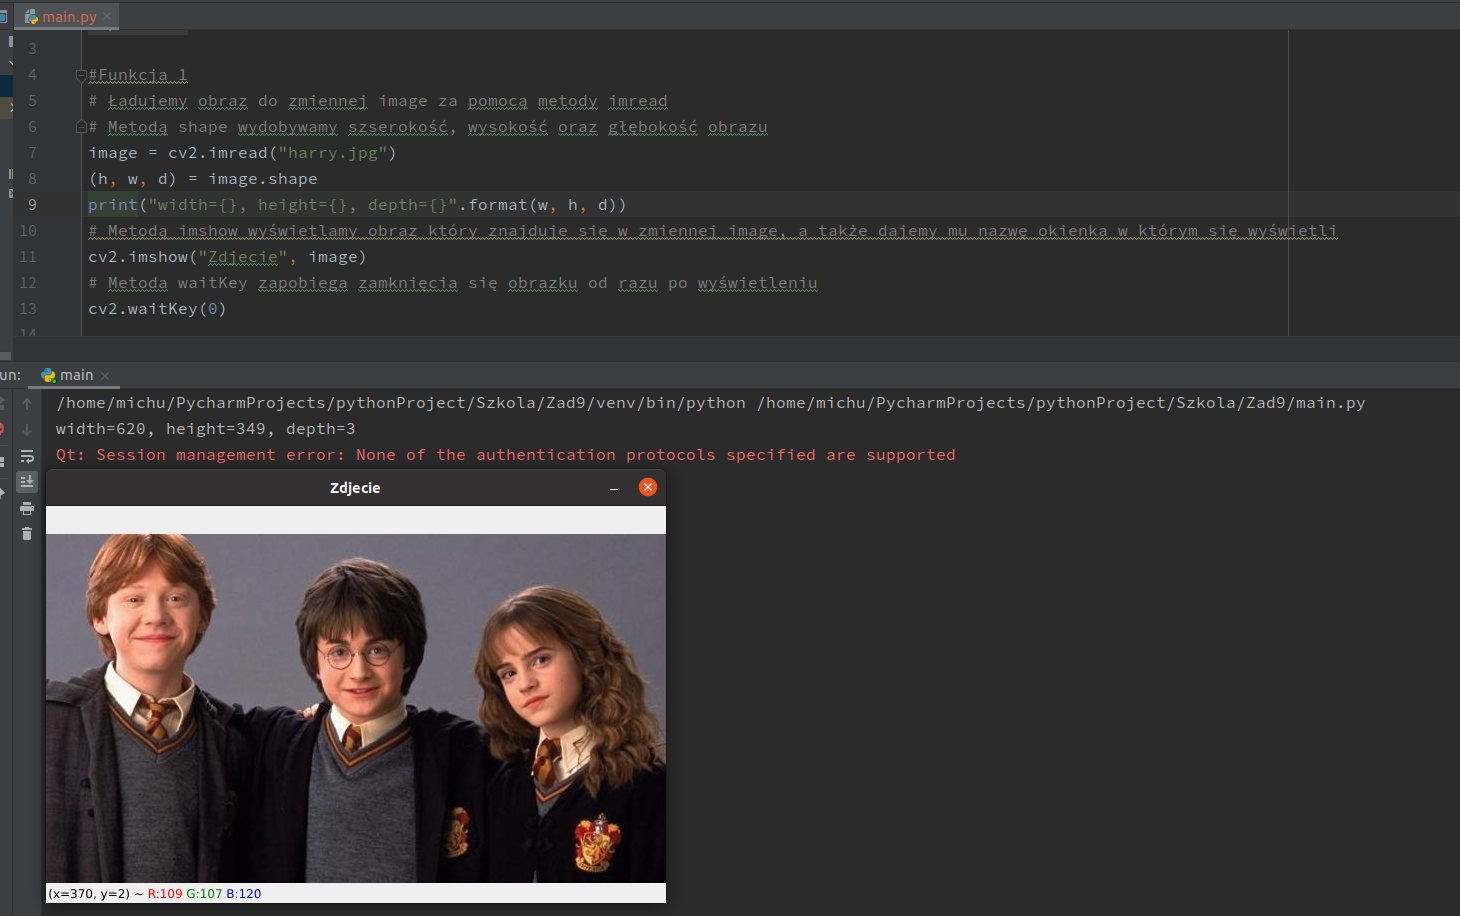 main.py
3
4 #Funkcja 1
5 # Ładujemy obraz do zmiennej image za pomocą metody imread
6 # Metodą shape wydobywamy szserokość, wysokość oraz głebokość obrazu
7 image = cv2.imread("harry.jpg")
8 (h, w, d) = image.shape
9 print("width={}, height={}, depth={}".format(w, h, d))
10 # Metodą imshow wyświetlamy obraz który znajduje się w zmiennej image, a także dajemy mu nazwę okienka w którym się wyświetli
11 cv2.imshow("Zdjecie", image)
12 # Metoda waitKey zapobiega zamknięcia się obrazku od razu po wyświetleniu
13 cv2.waitKey(0)
14
un: main
/home/michu/PycharmProjects/pythonProject/Szkola/Zad9/venv/bin/python /home/michu/PycharmProjects/pythonProject/Szkola/Zad9/main.py
width=620, height=349, depth=3
Qt: Session management error: None of the authentication protocols specified are supported
Zdjecie
(x=370, y=2) ~ R:109 G:107 B:120